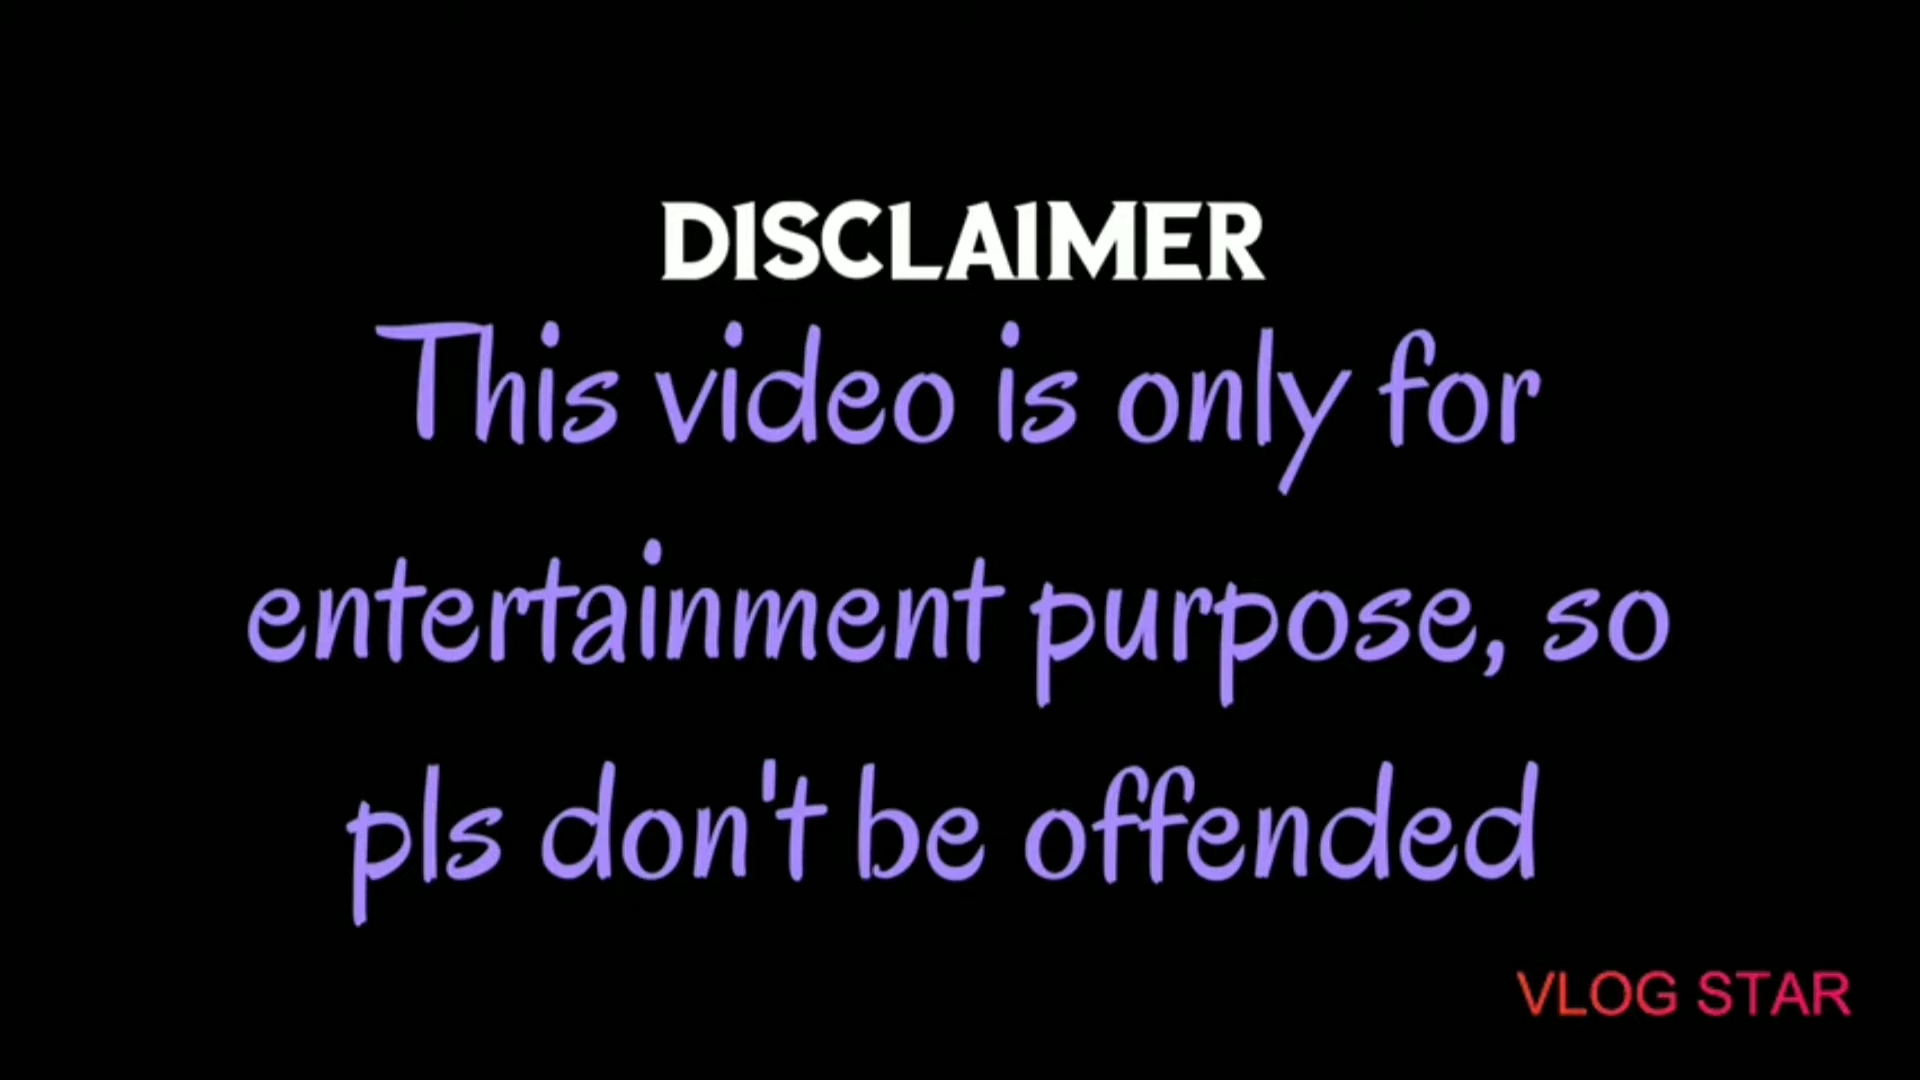 DISCLAIMER
This video is only for
entertainment purpose, so
pls don't be offended
VLOG STAR